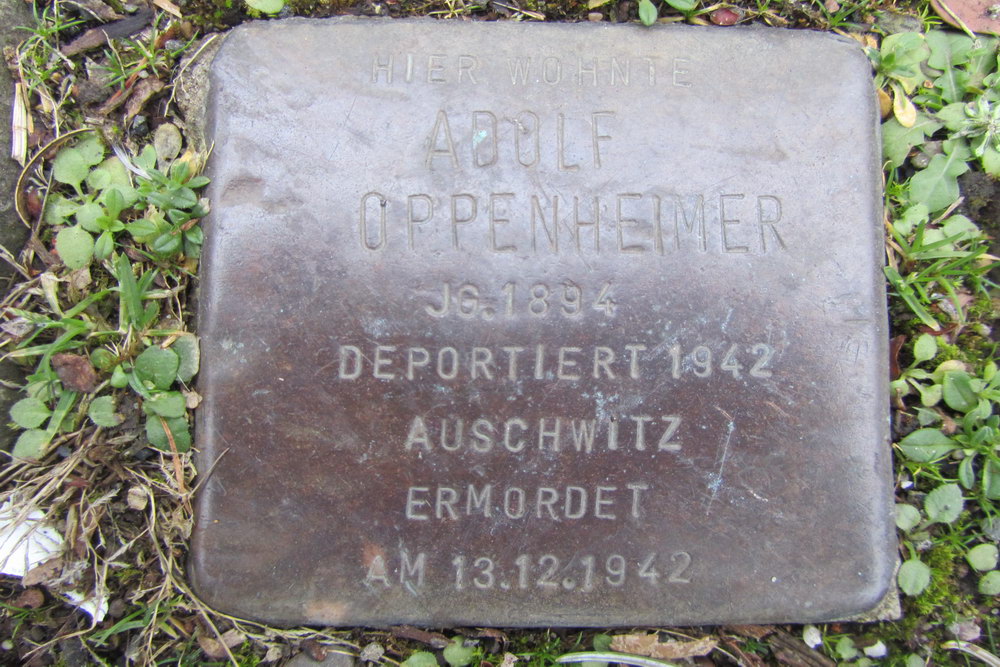 HIER WOHNTE
ADOLF
OPPENHEIMER
JG. 1894
DEPORTIERT 1942
AUSCHWITZ
ERMORDET
AM 13.12.1942